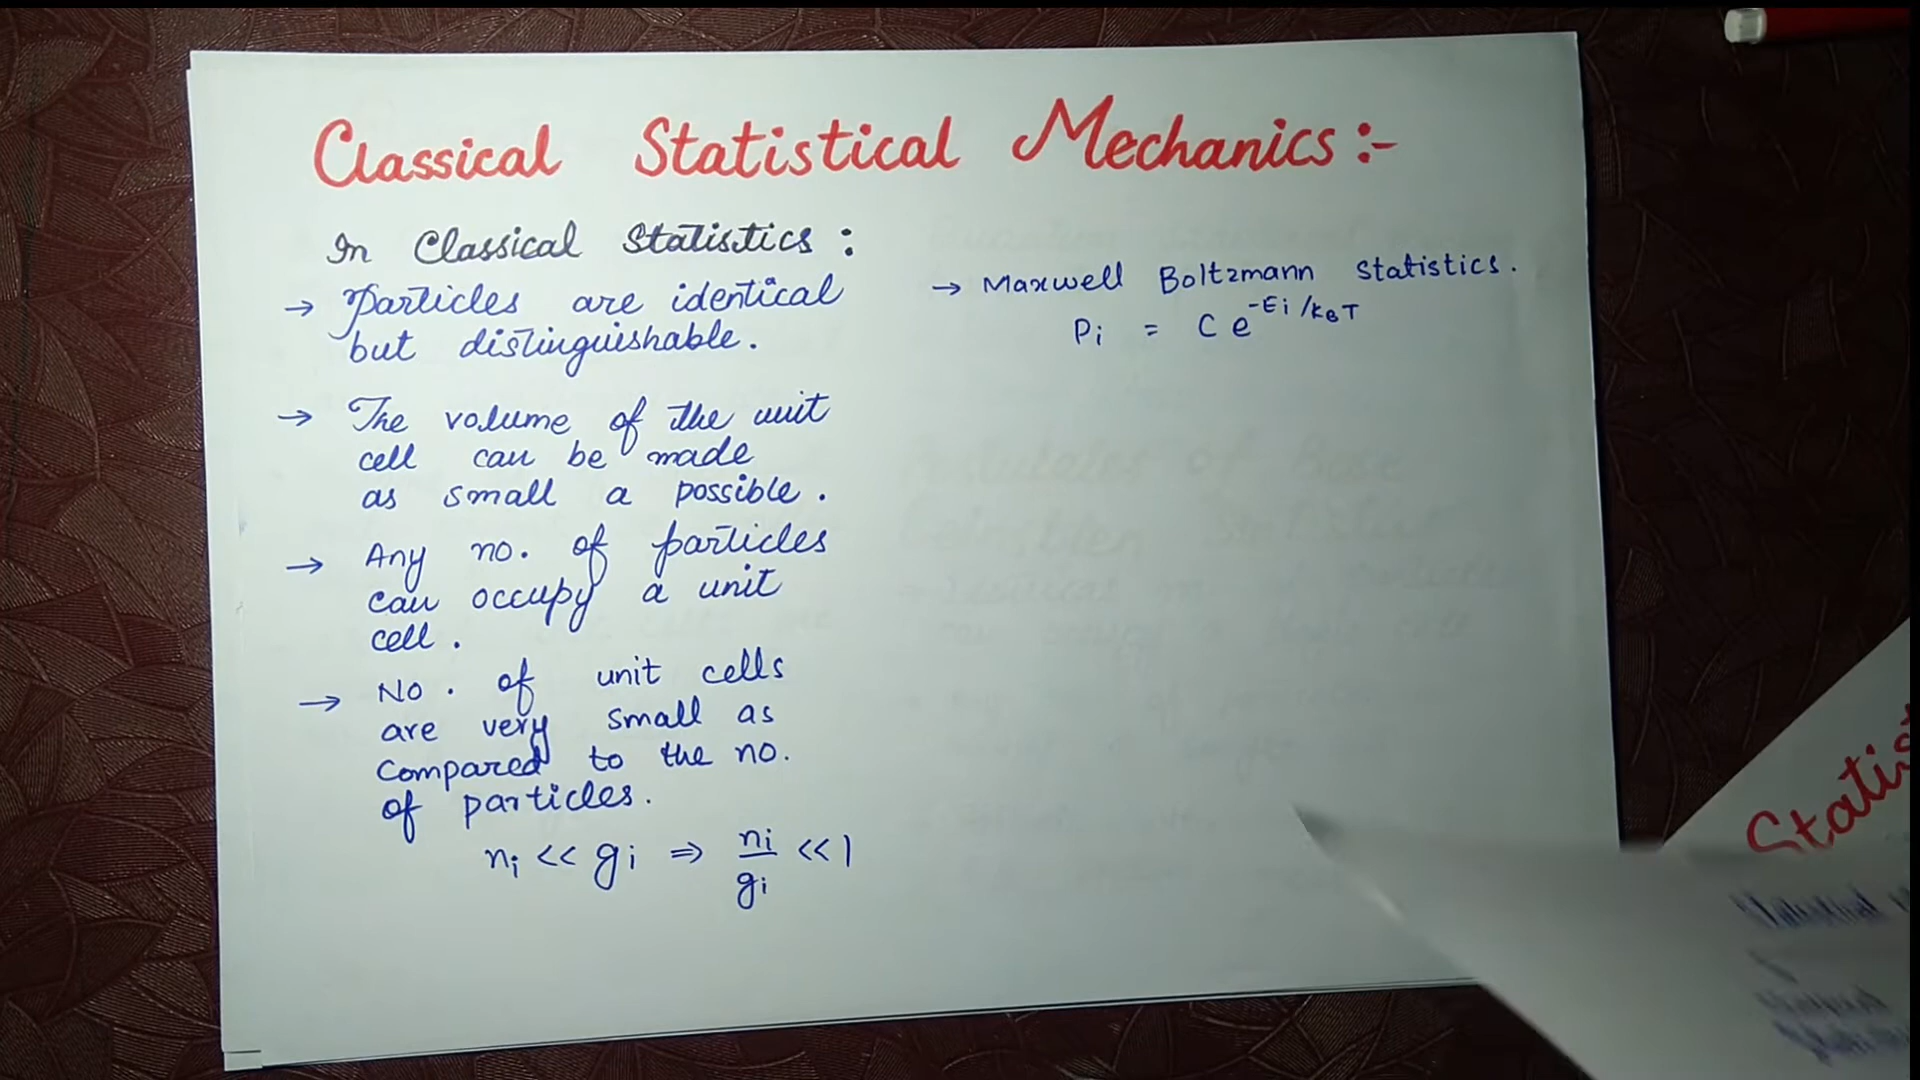 Classical Statistical Mechanics :-
In Classical Statistics :
→ Particles are identical
but distinguishable.
→ The volume of the unit
cell can be made
as small a possible.
→ Any no. of particles
can occupy a unit
cell.
→ No. of unit cells
are very small as
compared to the no.
of particles.
nᵢ << gᵢ ⇒ nᵢ/gᵢ << 1
→ Maxwell Boltzmann Statistics.
Pᵢ = C e^(-Eᵢ/k_BT)